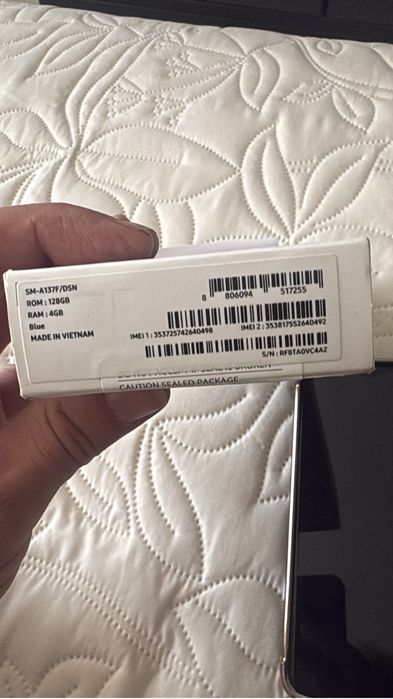 SM-A137F/DSN
ROM : 128GB
RAM : 4GB
Blue
MADE IN VIETNAM
8 806094 517255
IMEI 1 : 353725742640498
IMEI 2 : 353817552640492
S/N : RF8TA0VC4AZ
CAUTION SEALED PACKAGE